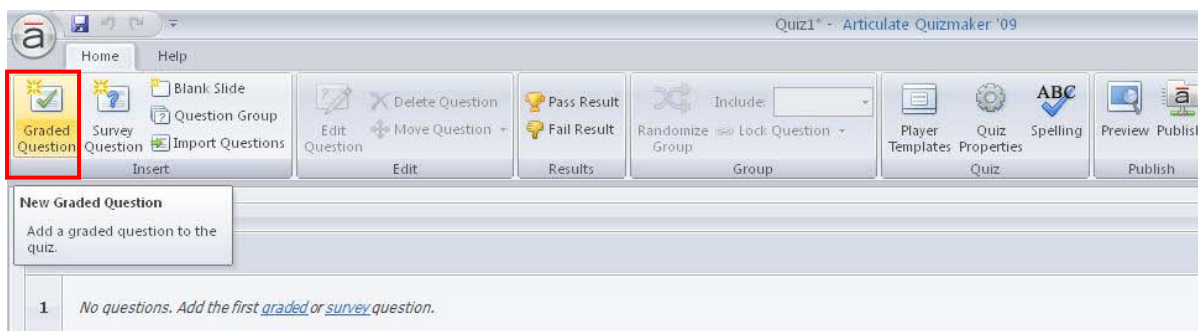 Quiz1* - Articulate Quizmaker '09
ā
Home Help
Graded Question
Survey Question
Blank Slide
Question Group
Import Questions
Insert
Edit Question
Delete Question
Move Question
Edit
Pass Result
Fail Result
Results
Randomize Group
Include:
Lock Question
Group
Player Templates
Quiz Properties
ABC
Spelling
Quiz
Preview
Publish
Publish
New Graded Question
Add a graded question to the
quiz.
1 No questions. Add the first graded or survey question.